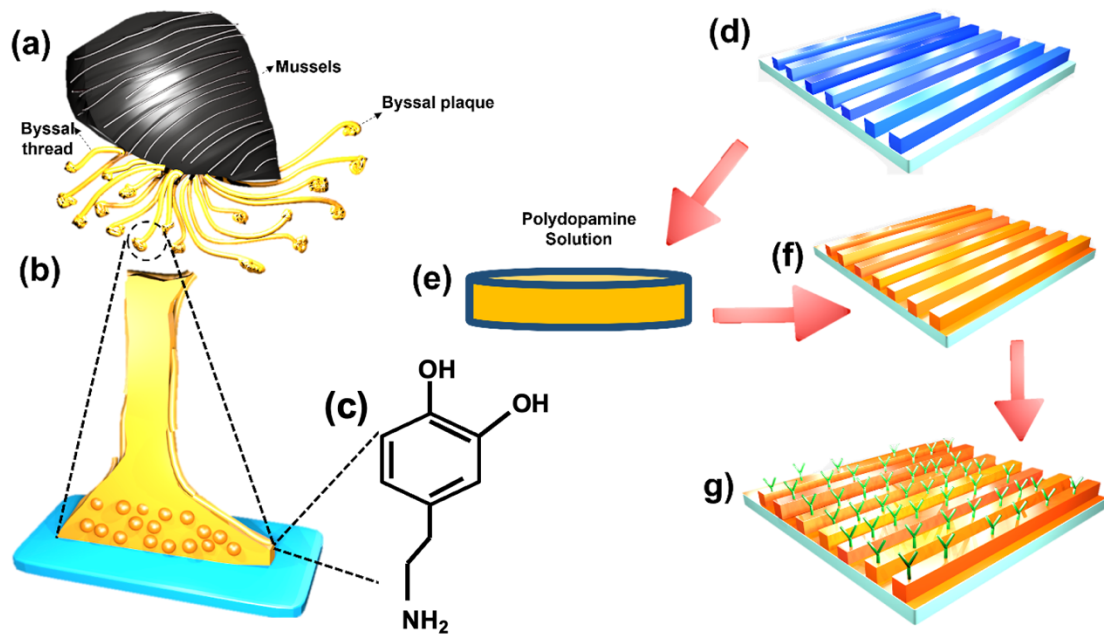 (a)
Mussels
Byssal plaque
Byssal
thread
(b)
(c)
OH
OH
NH2
(d)
Polydopamine
Solution
(e)
(f)
g)